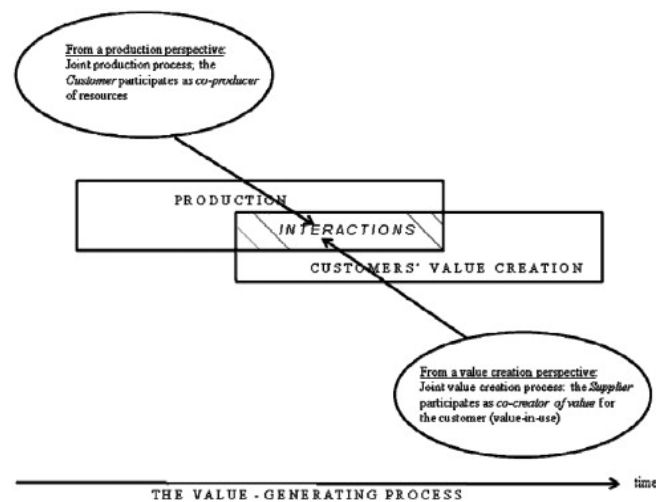 From a production perspective:
Joint production process; the
Customer participates as co-producer
of resources
PRODUCTION
INTERACTIONS
CUSTOMERS' VALUE CREATION
From a value creation perspective:
Joint value creation process: the Supplier
participates as co-creator of value for
the customer (value-in-use)
time
THE VALUE - GENERATING PROCESS